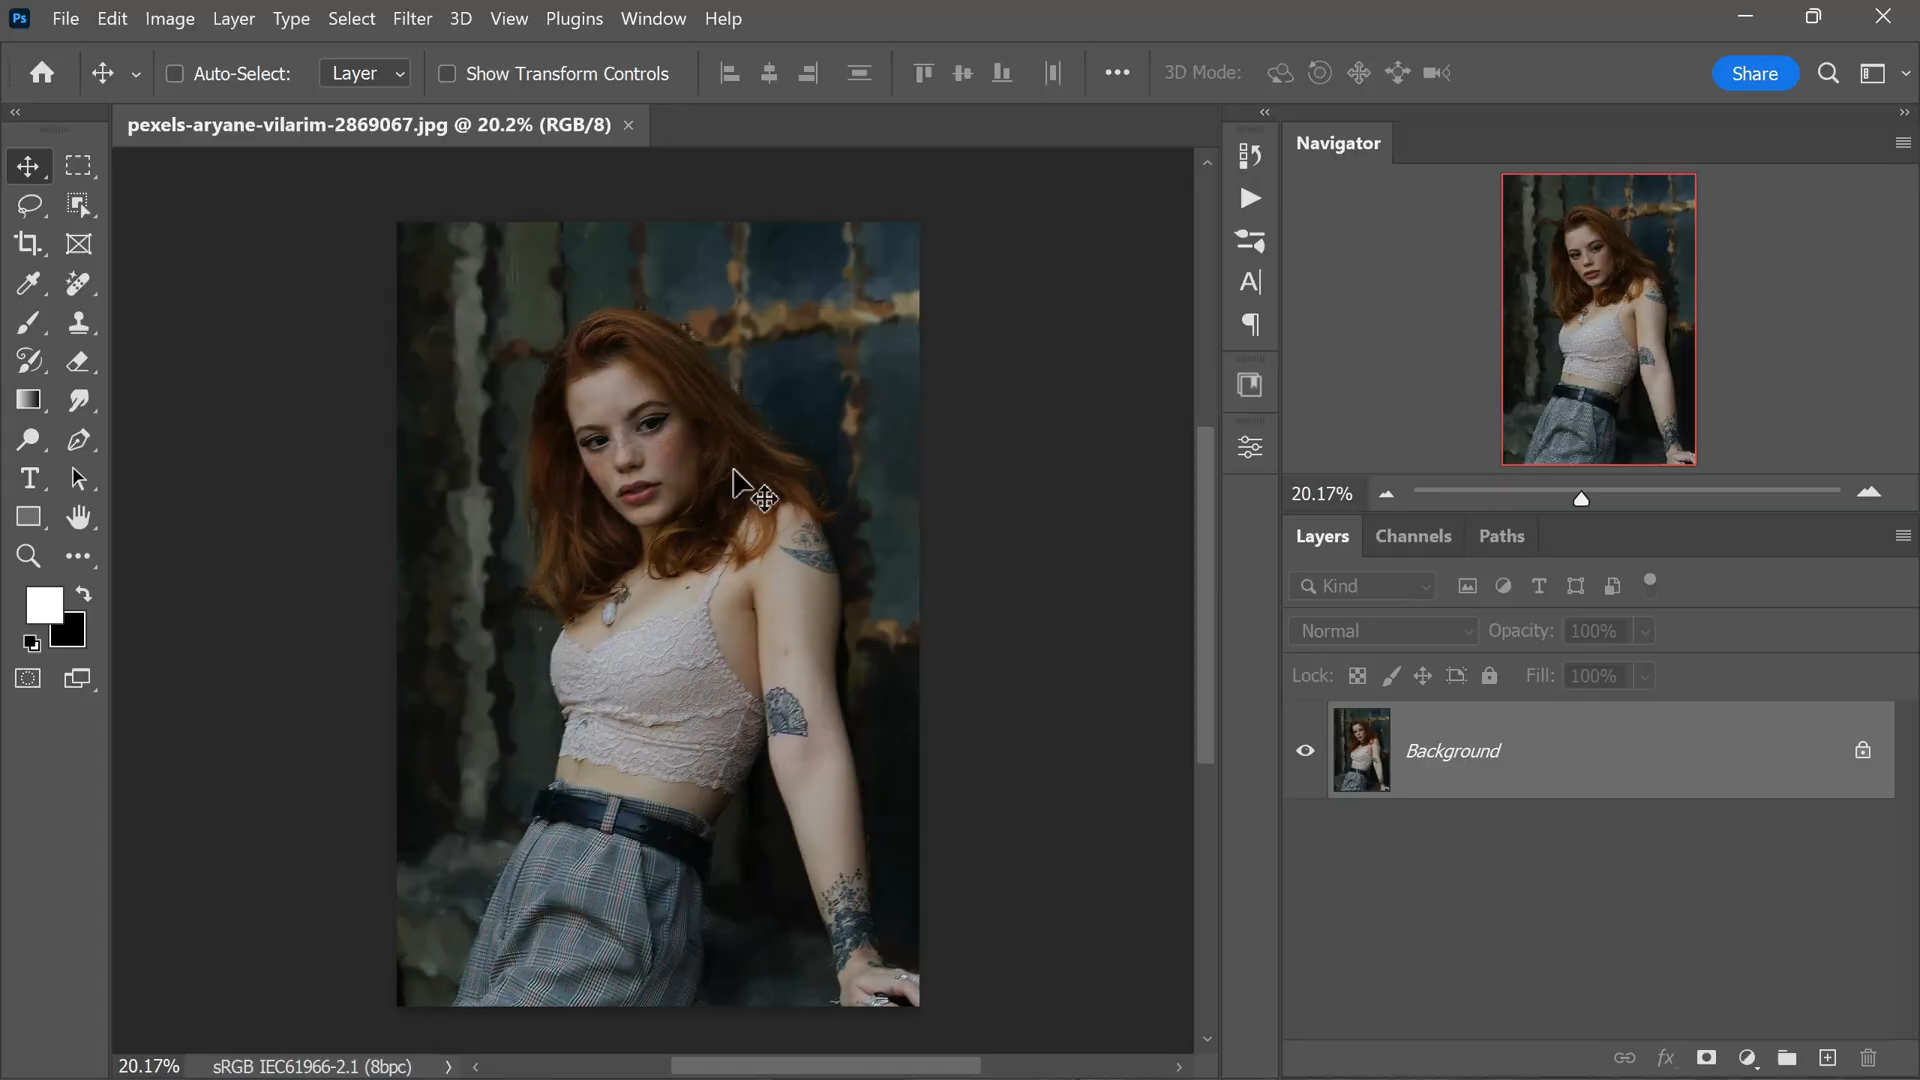 Ps File Edit Image Layer Type Select Filter 3D View Plugins Window Help
Auto-Select: Layer Show Transform Controls 3D Mode: Share
pexels-aryane-vilarim-2869067.jpg @ 20.2% (RGB/8)
Navigator
20.17%
Layers Channels Paths
Kind
Normal Opacity: 100%
Lock: Fill: 100%
Background
20.17% sRGB IEC61966-2.1 (8bpc)